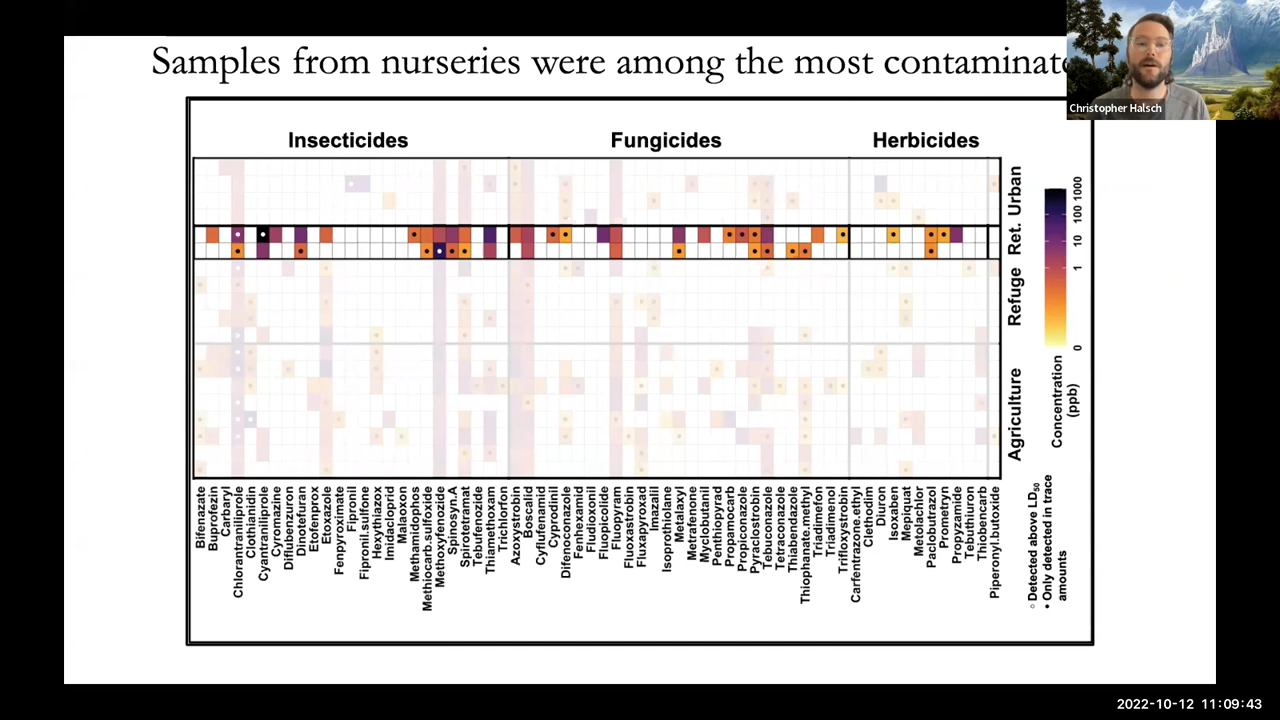 Samples from nurseries were among the most contaminate
Christopher Halsch
Insecticides
Fungicides
Herbicides
Urban
Ret.
Refuge
Agriculture
1000
100
10
1
0
Concentration
(ppb)
○ Detected above LD50
• Only detected in trace
amounts
Bifenazate
Buprofezin
Carbaryl
Chlorantraniliprole
Clothianidin
Cyantraniliprole
Cyromazine
Diflubenzuron
Dinotefuran
Etofenprox
Etoxazole
Fenpyroximate
Fipronil
Fipronil.sulfone
Hexythiazox
Imidacloprid
Malaoxon
Methamidophos
Methiocarb.sulfoxide
Methoxyfenozide
Spinosyn.A
Spirotetramat
Tebufenozide
Thiamethoxam
Trichlorfon
Azoxystrobin
Boscalid
Cyflufenamid
Cyprodinil
Difenoconazole
Fenhexamid
Fludioxonil
Fluopicolide
Fluopyram
Fluoxastrobin
Fluxapyroxad
Imazalil
Isoprothiolane
Metalaxyl
Metrafenone
Myclobutanil
Penthiopyrad
Propamocarb
Propiconazole
Pyraclostrobin
Tebuconazole
Tetraconazole
Thiabendazole
Thiophanate.methyl
Triadimefon
Triadimenol
Trifloxystrobin
Carfentrazone.ethyl
Clethodim
Diuron
Isoxaben
Mepiquat
Metolachlor
Paclobutrazol
Prometryn
Propyzamide
Tebuthiuron
Thiobencarb
Piperonyl.butoxide
2022-10-12 11:09:43